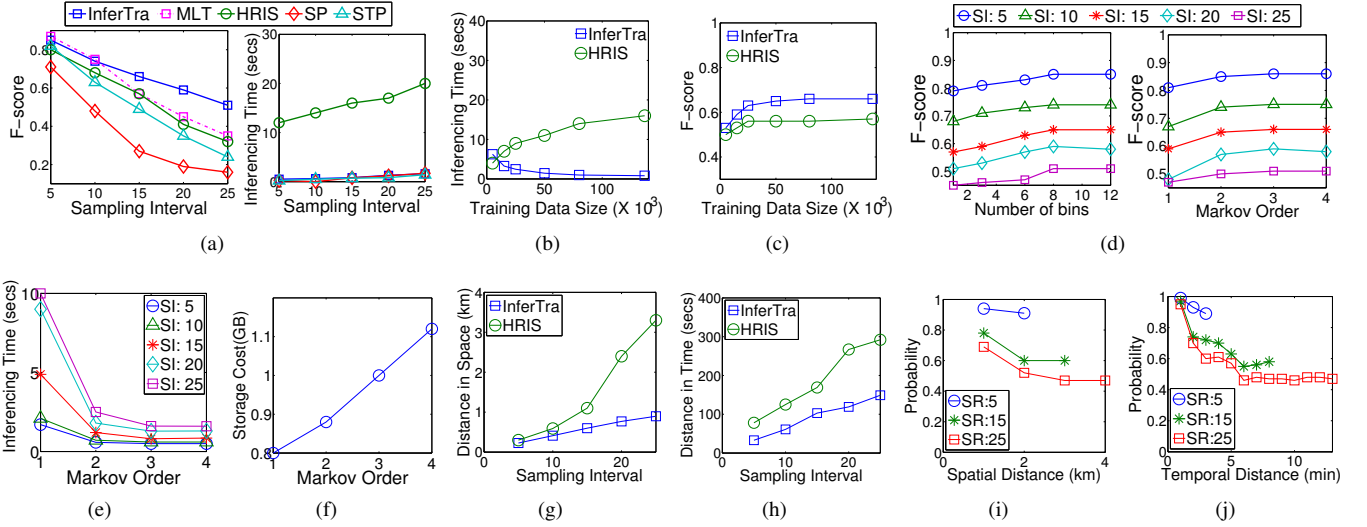 InferTra MLT HRIS SP STP
F-score
0.8
0.6
0.4
0.2
5 10 15 20 25
Sampling Interval
Inferencing Time (secs)
30
20
10
0
5 10 15 20 25
Sampling Interval
(a)
Inferencing Time (secs)
40
30
20
10
0
0 50 100
Training Data Size (X 10³)
InferTra
HRIS
(b)
F-score
1
0.8
0.6
0.4
0 50 100
Training Data Size (X 10³)
InferTra
HRIS
(c)
SI: 5 SI: 10 SI: 15 SI: 20 SI: 25
F-score
1
0.9
0.8
0.7
0.6
0.5
2 4 6 8 10 12
Number of bins
F-score
1
0.9
0.8
0.7
0.6
0.5
1 2 3 4
Markov Order
(d)
Inferencing Time (secs)
10
5
0
1 2 3 4
Markov Order
SI: 5
SI: 10
SI: 15
SI: 20
SI: 25
(e)
Storage Cost(GB)
1.1
1
0.9
0.8
1 2 3 4
Markov Order
(f)
Distance in Space (km)
4
3
2
1
0
0 10 20
Sampling Interval
InferTra
HRIS
(g)
Distance in Time (secs)
400
300
200
100
0
0 10 20
Sampling Interval
InferTra
HRIS
(h)
Probability
1
0.8
0.6
0.4
0.2
0
0 1 2 3 4
Spatial Distance (km)
SR:5
SR:15
SR:25
(i)
Probability
1
0.8
0.6
0.4
0.2
0
0 5 10
Temporal Distance (min)
SR:5
SR:15
SR:25
(j)